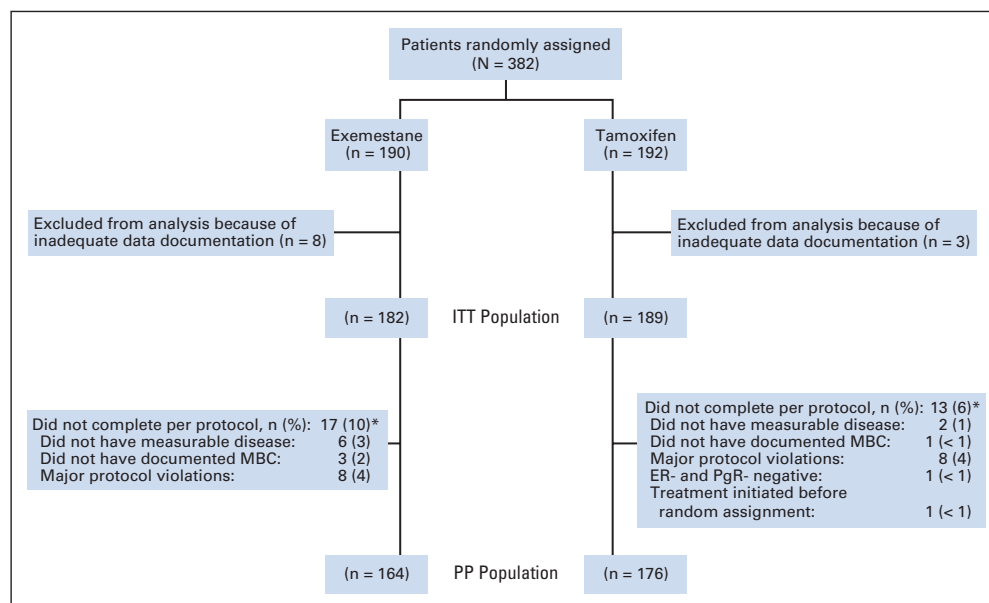 Patients randomly assigned
(N = 382)
Exemestane
(n = 190)
Tamoxifen
(n = 192)
Excluded from analysis because of
inadequate data documentation (n = 8)
Excluded from analysis because of
inadequate data documentation (n = 3)
(n = 182)
ITT Population
(n = 189)
Did not complete per protocol, n (%): 17 (10)*
Did not have measurable disease: 6 (3)
Did not have documented MBC: 3 (2)
Major protocol violations: 8 (4)
Did not complete per protocol, n (%): 13 (6)*
Did not have measurable disease: 2 (1)
Did not have documented MBC: 1 (< 1)
Major protocol violations: 8 (4)
ER- and PgR- negative: 1 (< 1)
Treatment initiated before
random assignment: 1 (< 1)
(n = 164)
PP Population
(n = 176)